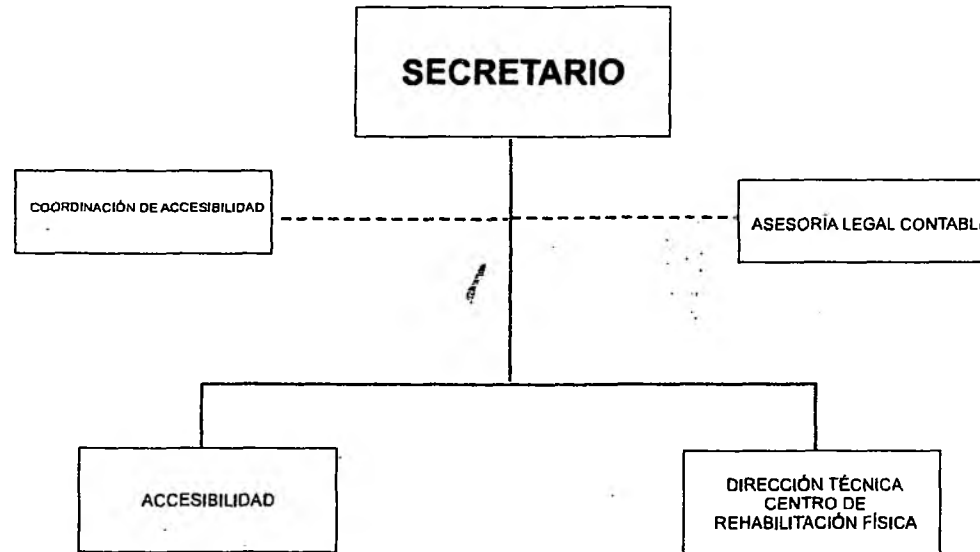 SECRETARIO
COORDINACIÓN DE ACCESIBILIDAD
ASESORÍA LEGAL CONTABL
ACCESIBILIDAD
DIRECCIÓN TÉCNICA
CENTRO DE
REHABILITACIÓN FÍSICA